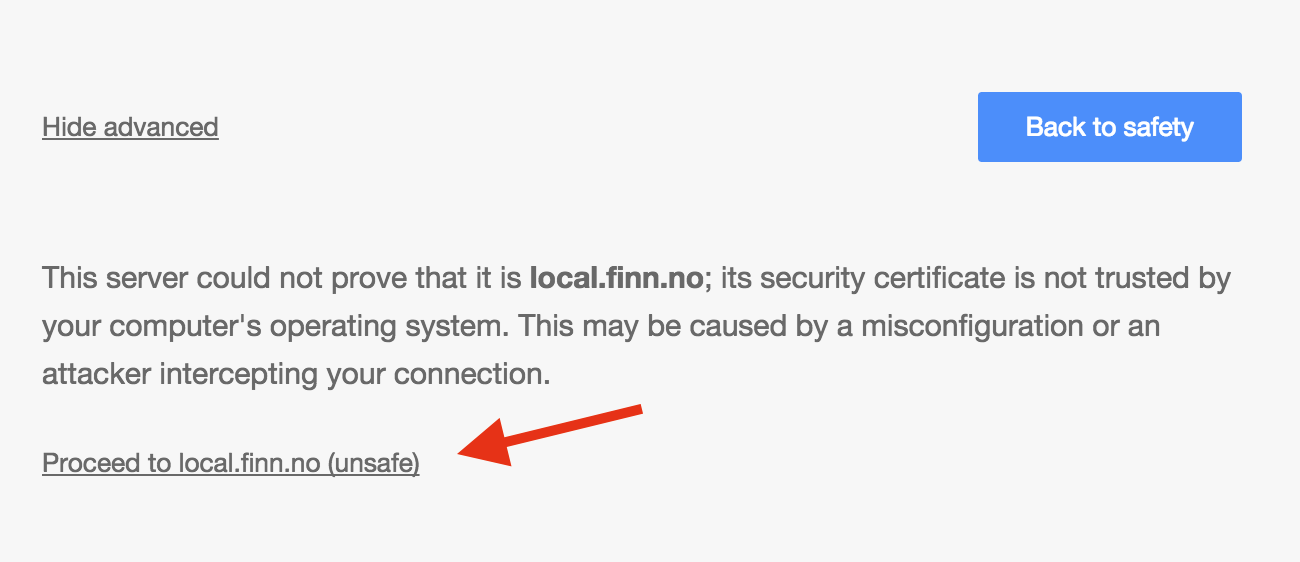 Hide advanced
Back to safety
This server could not prove that it is local.finn.no; its security certificate is not trusted by
your computer's operating system. This may be caused by a misconfiguration or an
attacker intercepting your connection.
Proceed to local.finn.no (unsafe)